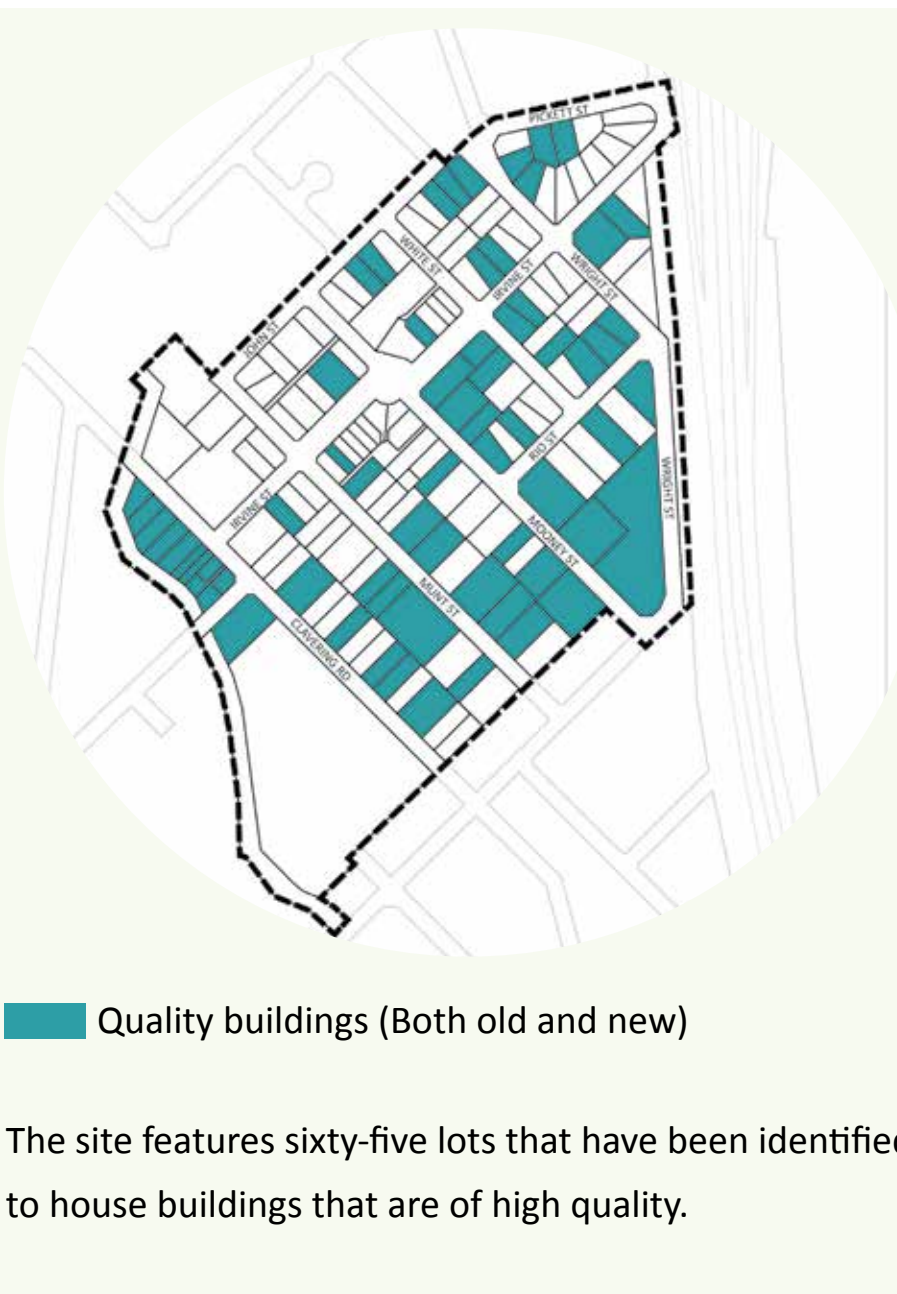 PICKETT ST
WHITE ST
IRVINE ST
WRIGHT ST
JOHN ST
RIO ST
WRIGHT ST
IRVINE ST
MOONEY ST
MUNT ST
CLAVERING RD
Quality buildings (Both old and new)
The site features sixty-five lots that have been identified
to house buildings that are of high quality.